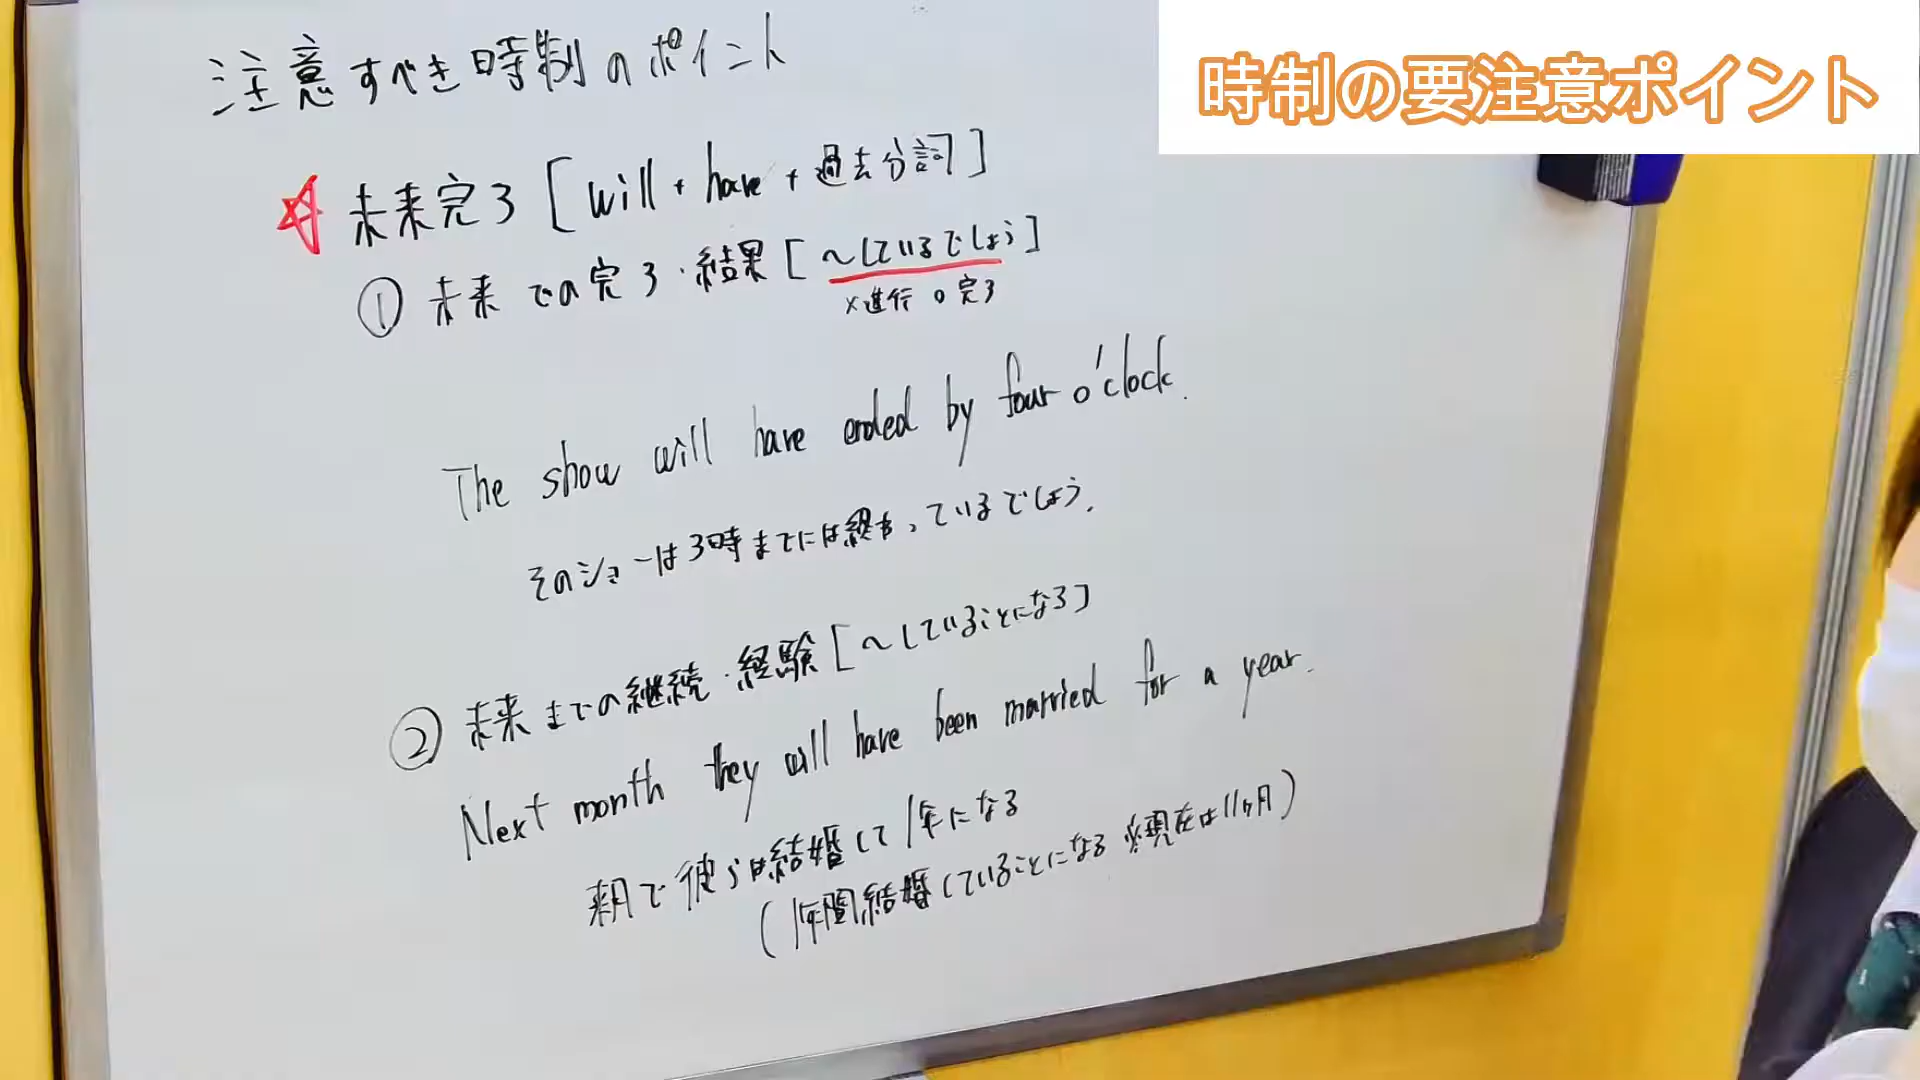 時制の要注意ポイント
注意すべき時制のポイント
☆ 未来完了 [will + have + 過去分詞]
① 未来での完了・結果 [~しているでしょう]
×進行 o 完了
The show will have ended by four o'clock.
そのショーは3時までには終わっているでしょう.
② 未来までの継続・経験 [~していることになる]
Next month they will have been married for a year.
来月で彼らは結婚して1年になる
(1年間結婚していることになる ※現在は11ヶ月)